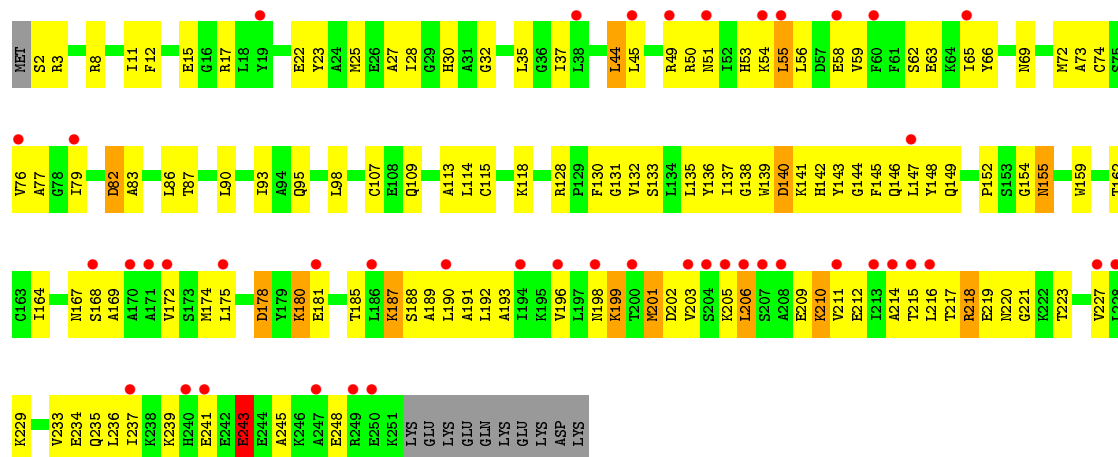 MET S2 R3 R8 I11 F12 E15 G16 R17 L18 Y19 E22 Y23 A24 M25 E26 A27 I28 G29 H30 A31 G32 L35 G36 I37 L38 L44 L45 R49 R50 N51 I52 H53 K54 L55 L56 D57 E58 V59 F60 F61 S62 E63 K64 I65 Y66 N69 M72 A73 C74 S75
V76 A77 G78 I79 D82 A83 L86 T87 L90 I93 A94 Q95 L98 C107 E108 Q109 A113 L114 C115 K118 R128 P129 F130 G131 V132 S133 L134 L135 Y136 I137 G138 W139 D140 K141 H142 Y143 G144 F145 Q146 L147 Y148 Q149 P152 S153 G154 N155 W159 T162
C163 I164 N167 S168 A169 A170 A171 V172 S173 M174 L175 D178 Y179 K180 E181 T185 L186 K187 S188 A189 L190 A191 L192 A193 I194 K195 V196 L197 N198 K199 T200 M201 D202 V203 S204 K205 L206 S207 A208 E209 K210 V211 E212 I213 A214 T215 L216 T217 R218 E219 N220 G221 K222 T223 V227 L228
K229 V233 E234 Q235 L236 I237 K238 K239 H240 E241 E242 E243 E244 A245 K246 A247 E248 R249 E250 K251 LYS GLU LYS GLU GLN LYS GLU LYS LYS ASP LYS